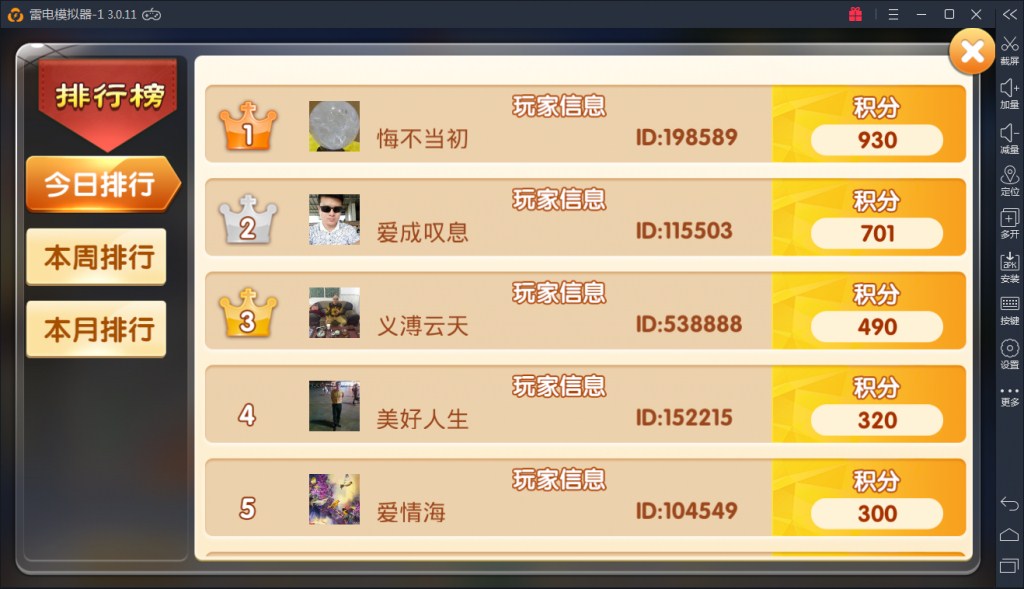 雷电模拟器-1 3.0.11
排行榜
今日排行
本周排行
本月排行
1
悔不当初
玩家信息
ID:198589
积分
930
2
爱成叹息
玩家信息
ID:115503
积分
701
3
义溥云天
玩家信息
ID:538888
积分
490
4
美好人生
玩家信息
ID:152215
积分
320
5
爱情海
玩家信息
ID:104549
积分
300
截屏
加量
减量
定位
多开
APK
安装
按键
设置
更多